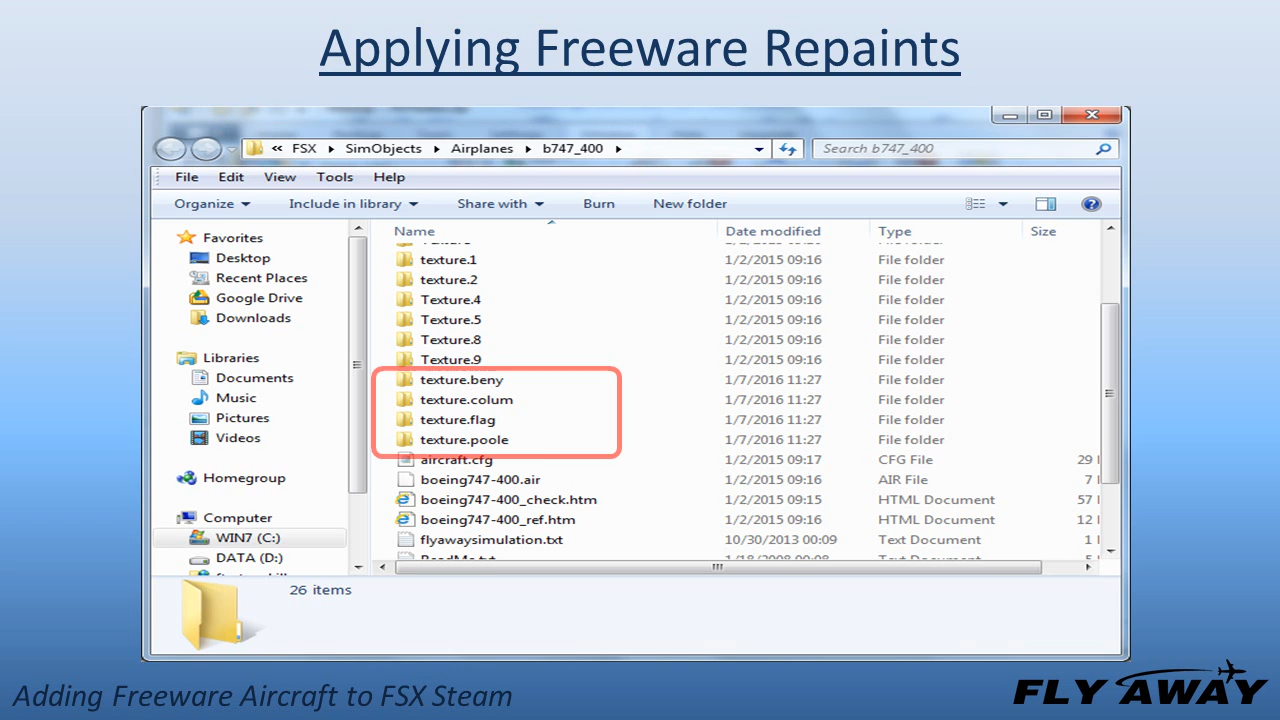 Applying Freeware Repaints
« FSX SimObjects Airplanes b747_400 Search b747_400
File Edit View Tools Help
Organize Include in library Share with Burn New folder
Name Date modified Type Size
Favorites
Desktop
Recent Places
Google Drive
Downloads
Libraries
Documents
Music
Pictures
Videos
Homegroup
Computer
WIN7 (C:)
DATA (D:)
texture.1 1/2/2015 09:16 File folder
texture.2 1/2/2015 09:16 File folder
Texture.4 1/2/2015 09:16 File folder
Texture.5 1/2/2015 09:16 File folder
Texture.8 1/2/2015 09:16 File folder
Texture.9 1/2/2015 09:16 File folder
texture.beny 1/7/2016 11:27 File folder
texture.colum 1/7/2016 11:27 File folder
texture.flag 1/7/2016 11:27 File folder
texture.poole 1/7/2016 11:27 File folder
aircraft.cfg 1/2/2015 09:17 CFG File 29
boeing747-400.air 1/2/2015 09:16 AIR File 7
boeing747-400_check.htm 1/2/2015 09:15 HTML Document 57
boeing747-400_ref.htm 1/2/2015 09:16 HTML Document 12
flyawaysimulation.txt 10/30/2013 00:09 Text Document 1
26 items
Adding Freeware Aircraft to FSX Steam
FLY AWAY